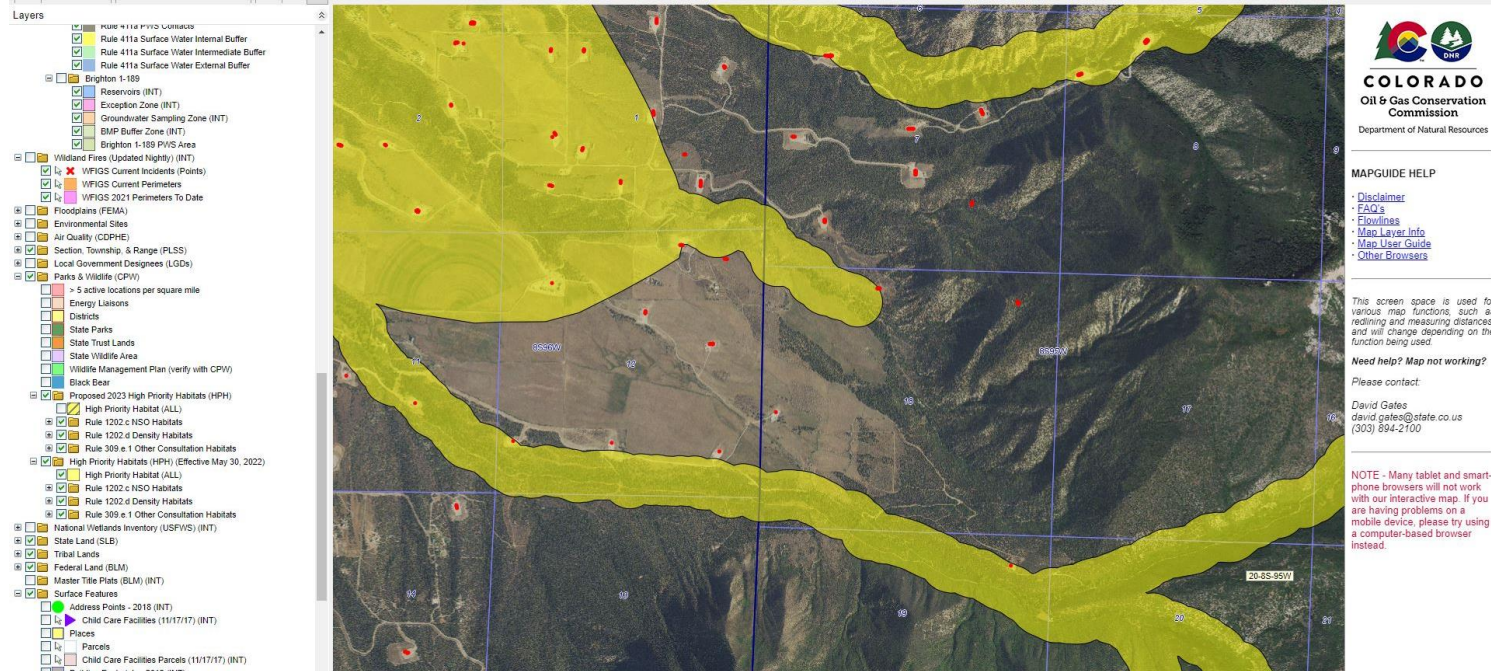 Layers
Rule 411a PWS Contacts
Rule 411a Surface Water Internal Buffer
Rule 411a Surface Water Intermediate Buffer
Rule 411a Surface Water External Buffer
Brighton 1-189
Reservoirs (INT)
Exception Zone (INT)
Groundwater Sampling Zone (INT)
BMP Buffer Zone (INT)
Brighton 1-189 PWS Area
Wildland Fires (Updated Nightly) (INT)
WFIGS Current Incidents (Points)
WFIGS Current Perimeters
WFIGS 2021 Perimeters To Date
Floodplains (FEMA)
Environmental Sites
Air Quality (CDPHE)
Section, Township, & Range (PLSS)
Local Government Designees (LGDs)
Parks & Wildlife (CPW)
> 5 active locations per square mile
Energy Liaisons
Districts
State Parks
State Trust Lands
State Wildlife Area
Wildlife Management Plan (verify with CPW)
Black Bear
Proposed 2023 High Priority Habitats (HPH)
High Priority Habitat (ALL)
Rule 1202.c NSO Habitats
Rule 1202.d Density Habitats
Rule 309.e.1 Other Consultation Habitats
High Priority Habitats (HPH) (Effective May 30, 2022)
High Priority Habitat (ALL)
Rule 1202.c NSO Habitats
Rule 1202.d Density Habitats
Rule 309.e.1 Other Consultation Habitats
National Wetlands Inventory (USFWS) (INT)
State Land (SLB)
Tribal Lands
Federal Land (BLM)
Master Title Plats (BLM) (INT)
Surface Features
Address Points - 2018 (INT)
Child Care Facilities (11/17/17) (INT)
Places
Parcels
Child Care Facilities Parcels (11/17/17) (INT)
6
5
2
1
7
8
9
8S96W
8S95W
11
12
18
17
16
14
13
19
20
21
20-8S-95W
DNR
COLORADO
Oil & Gas Conservation
Commission
Department of Natural Resources
MAPGUIDE HELP
· Disclaimer
· FAQ's
· Flowlines
· Map Layer Info
· Map User Guide
· Other Browsers
This screen space is used for
various map functions, such as
redlining and measuring distances,
and will change depending on the
function being used.
Need help? Map not working?
Please contact:
David Gates
david.gates@state.co.us
(303) 894-2100
NOTE - Many tablet and smart-
phone browsers will not work
with our interactive map. If you
are having problems on a
mobile device, please try using
a computer-based browser
instead.